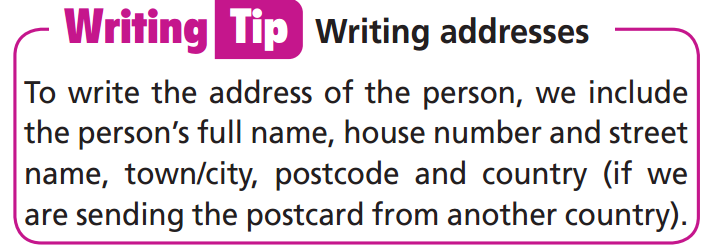 Writing Tip Writing addresses
To write the address of the person, we include
the person's full name, house number and street
name, town/city, postcode and country (if we
are sending the postcard from another country).